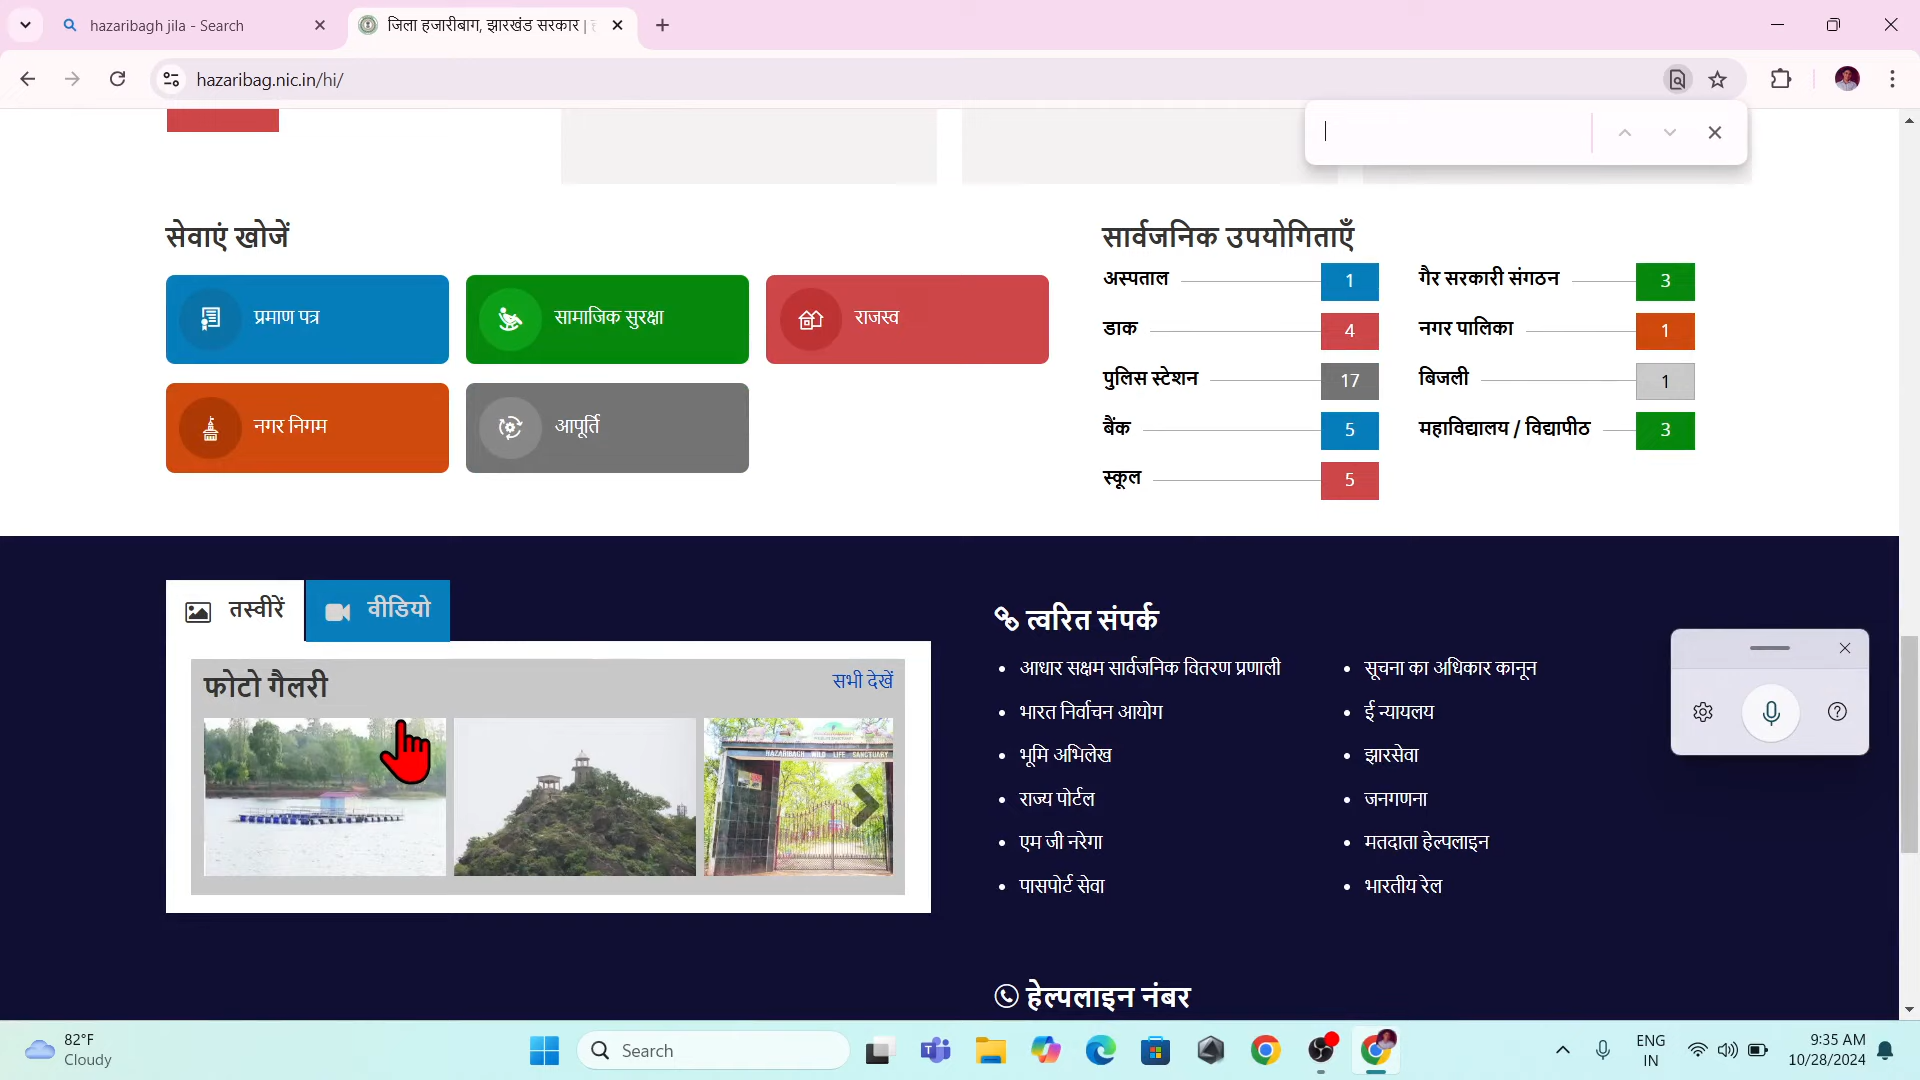 hazaribagh jila - Search
जिला हजारीबाग, झारखंड सरकार |
hazaribag.nic.in/hi/
सेवाएं खोजें
प्रमाण पत्र
सामाजिक सुरक्षा
राजस्व
नगर निगम
आपूर्ति
सार्वजनिक उपयोगिताएँ
अस्पताल 1
गैर सरकारी संगठन 3
डाक 4
नगर पालिका 1
पुलिस स्टेशन 17
बिजली 1
बैंक 5
महाविद्यालय / विद्यापीठ 3
स्कूल 5
तस्वीरें
वीडियो
फोटो गैलरी
सभी देखें
HAZARIBAGH WILD LIFE SANCTUARY
त्वरित संपर्क
आधार सक्षम सार्वजनिक वितरण प्रणाली
भारत निर्वाचन आयोग
भूमि अभिलेख
राज्य पोर्टल
एम जी नरेगा
पासपोर्ट सेवा
सूचना का अधिकार कानून
ई न्यायलय
झारसेवा
जनगणना
मतदाता हेल्पलाइन
भारतीय रेल
हेल्पलाइन नंबर
82°F
Cloudy
Search
ENG
IN
9:35 AM
10/28/2024